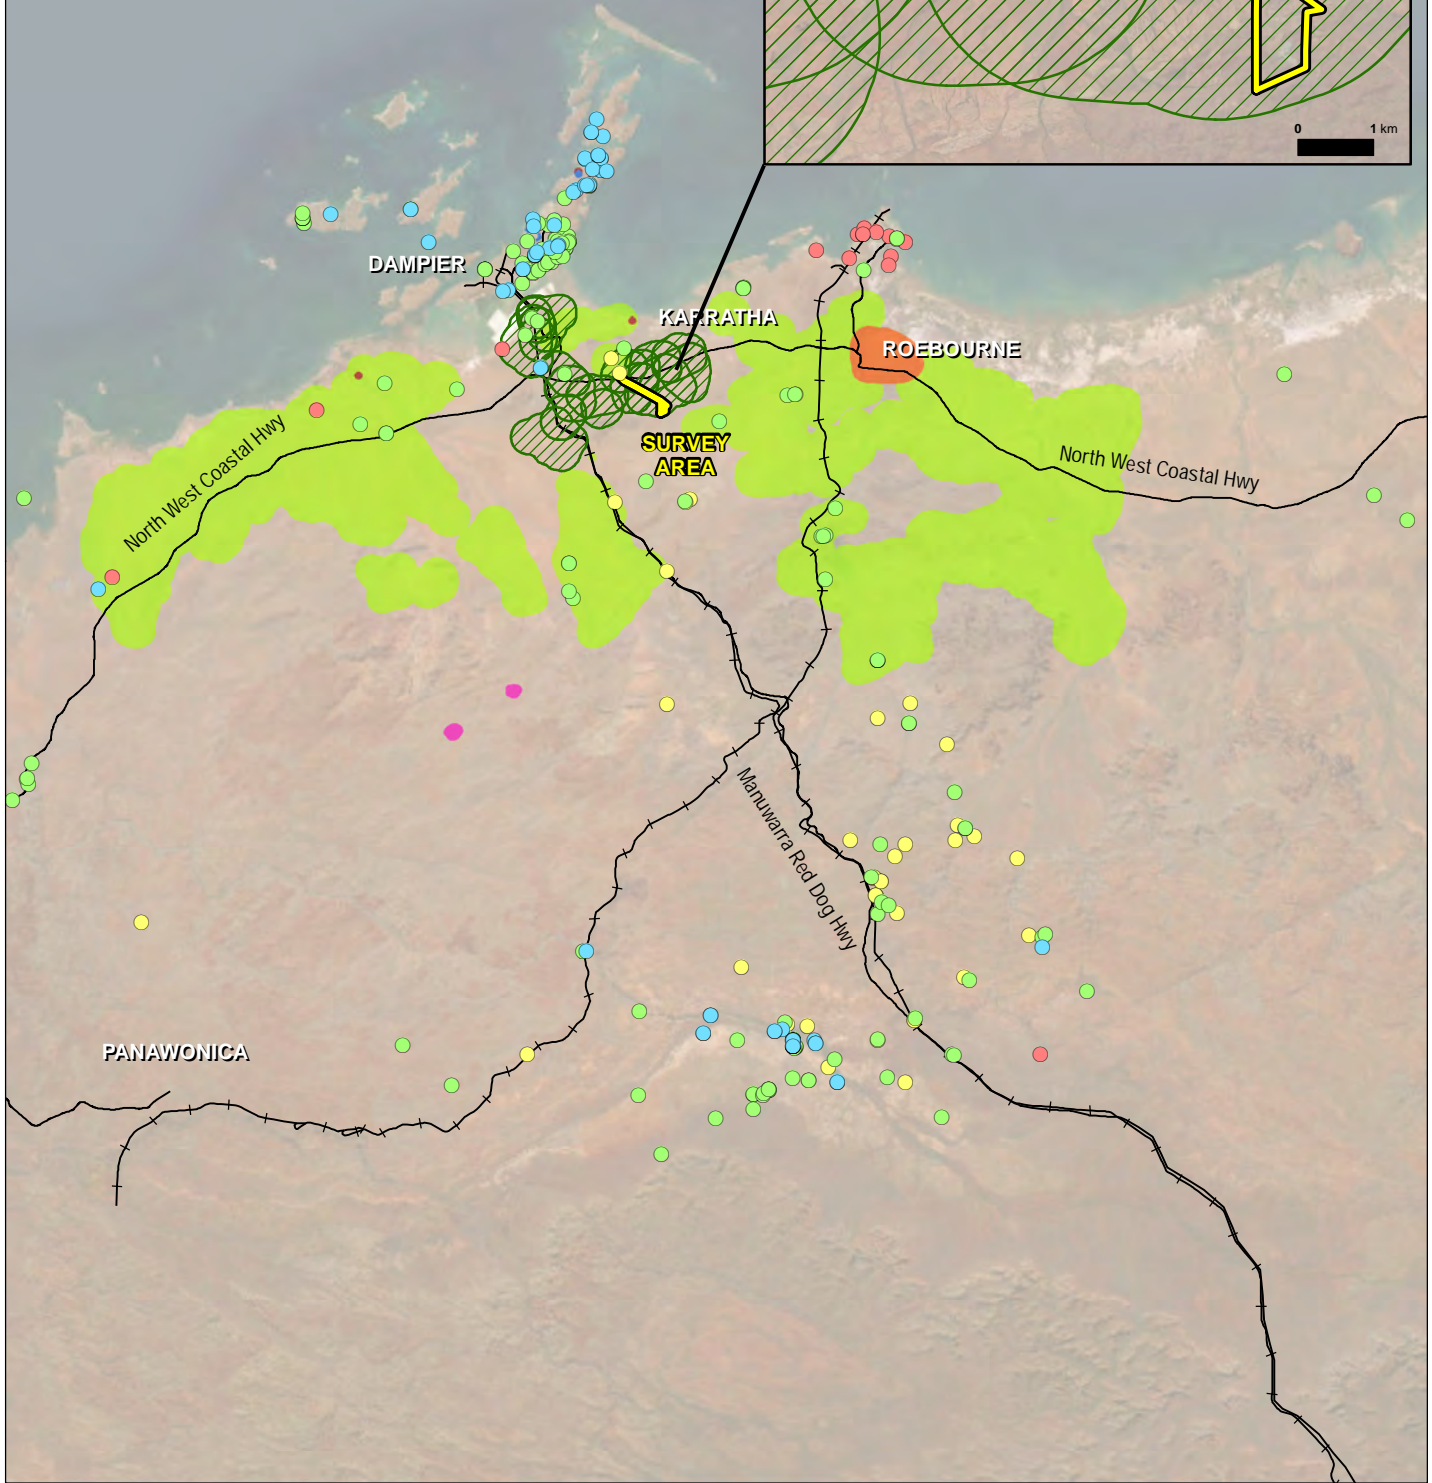 0 1 km
DAMPIER
KARRATHA
ROEBOURNE
North West Coastal Hwy
SURVEY
AREA
North West Coastal Hwy
Manuwarra Red Dog Hwy
PANAWONICA